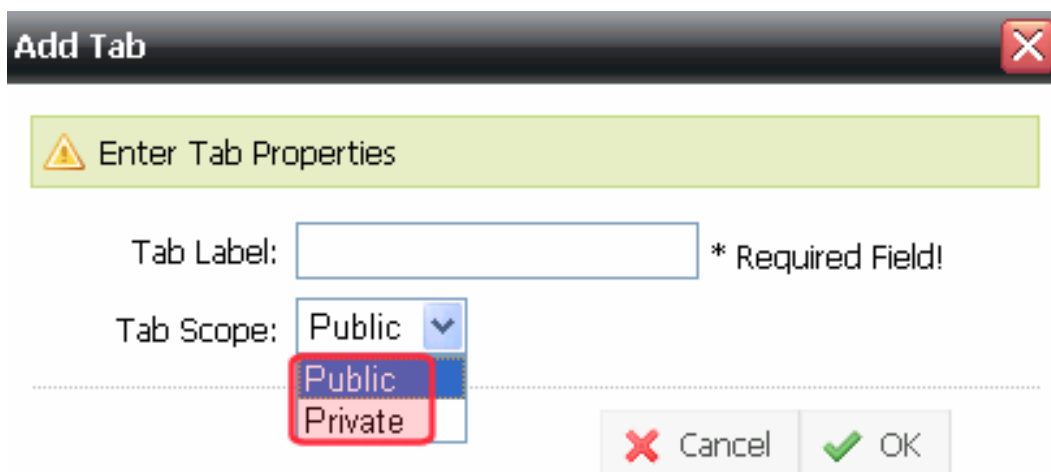 Add Tab
Enter Tab Properties
Tab Label: * Required Field!
Tab Scope: Public
Public
Private
Cancel OK